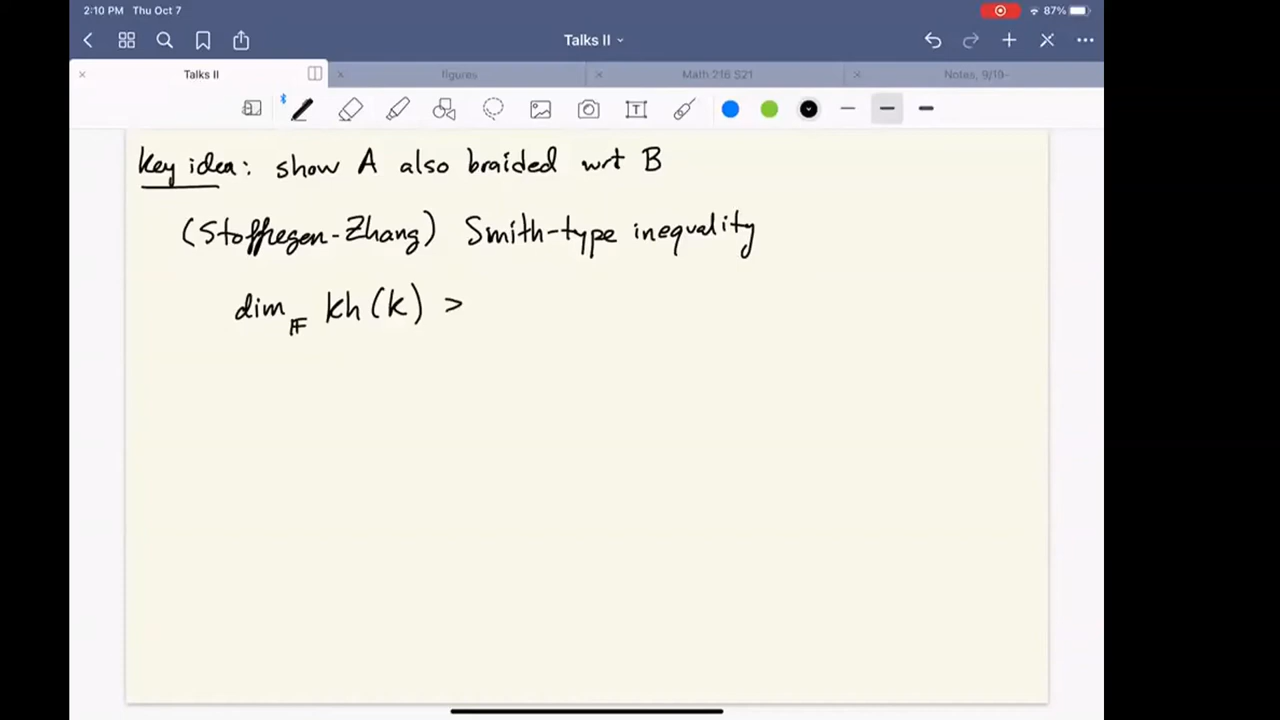 2:10 PM Thu Oct 7
87%
Talks II
Talks II
figures
Math 216 S21
Notes, 9/19-
Key idea: show A also braided wrt B
(Stoffregen-Zhang) Smith-type inequality
dim_F Kh(K) >